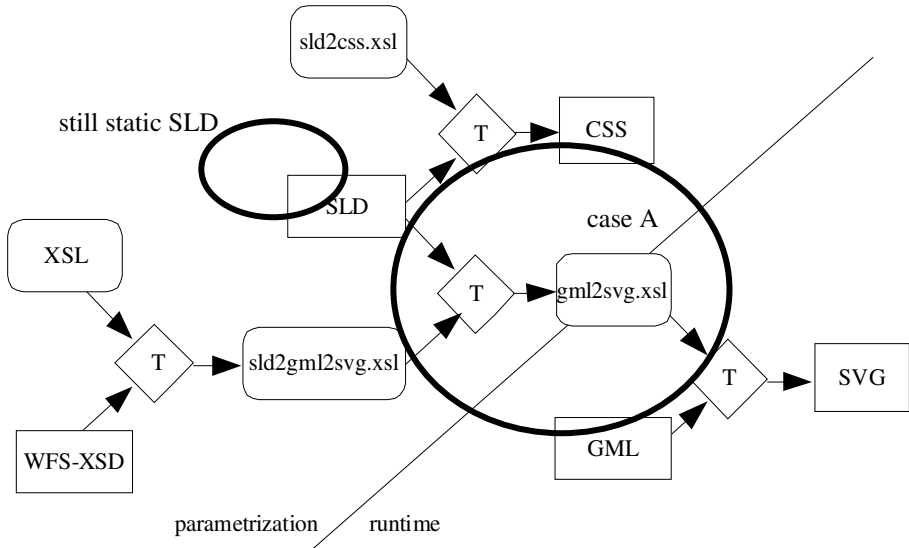 sld2css.xsl
still static SLD
T
CSS
SLD
case A
XSL
T
gml2svg.xsl
T
sld2gml2svg.xsl
T
SVG
WFS-XSD
GML
parametrization
runtime